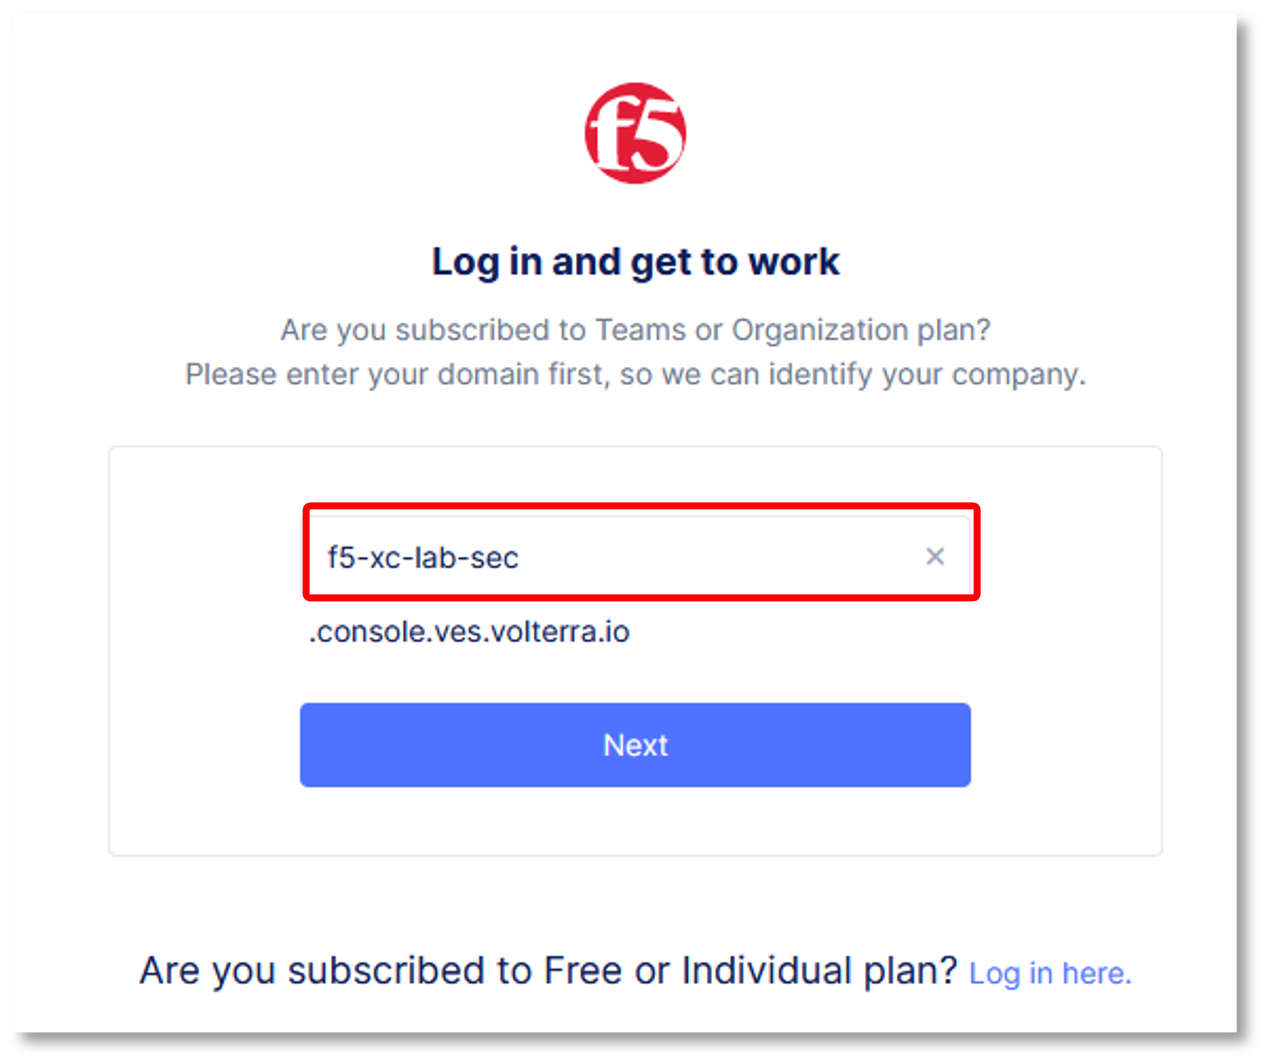 f5
Log in and get to work
Are you subscribed to Teams or Organization plan?
Please enter your domain first, so we can identify your company.
f5-xc-lab-sec
.console.ves.volterra.io
Next
Are you subscribed to Free or Individual plan? Log in here.